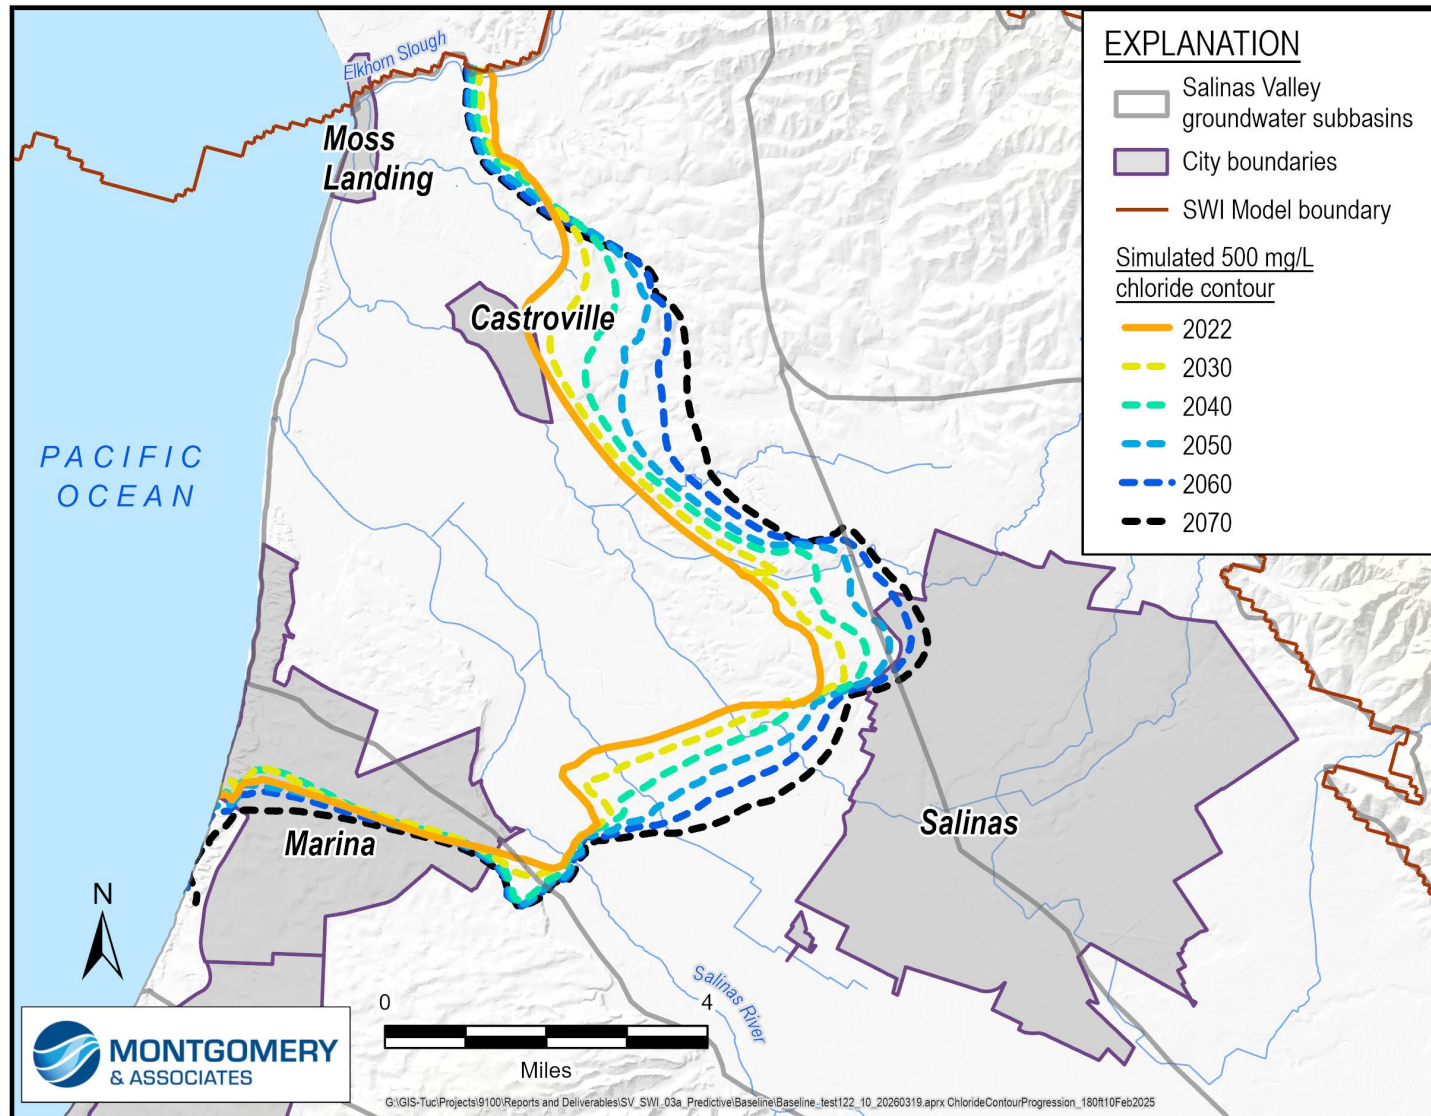 Elkhorn Slough
Moss
Landing
Castroville
PACIFIC
OCEAN
Marina
Salinas
Salinas River
N
0 4
Miles
MONTGOMERY
& ASSOCIATES
G:\GIS-Tuc\Projects\9100\Reports and Deliverables\SV_SWI_03a_Predictive\Baseline\Baseline_test122_10_20260319.aprx ChlorideContourProgression_180ft10Feb2025
EXPLANATION
Salinas Valley
groundwater subbasins
City boundaries
SWI Model boundary
Simulated 500 mg/L
chloride contour
2022
2030
2040
2050
2060
2070